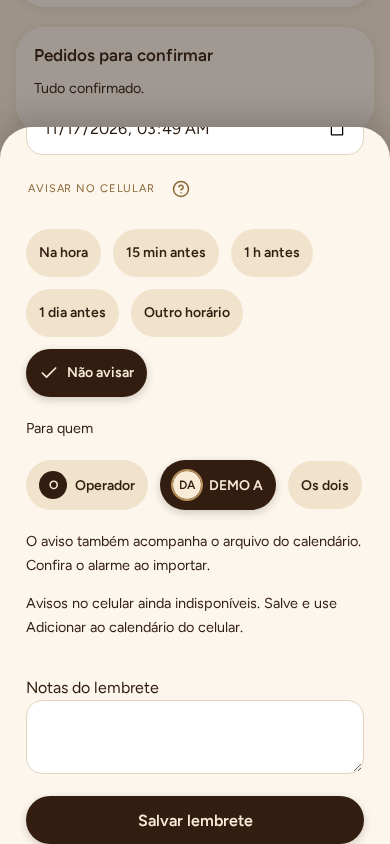 Pedidos para confirmar
Tudo confirmado.
11/17/2026, 03:49 AM
AVISAR NO CELULAR
Na hora
15 min antes
1 h antes
1 dia antes
Outro horário
Não avisar
Para quem
O Operador
DA DEMO A
Os dois
O aviso também acompanha o arquivo do calendário.
Confira o alarme ao importar.
Avisos no celular ainda indisponíveis. Salve e use
Adicionar ao calendário do celular.
Notas do lembrete
Salvar lembrete